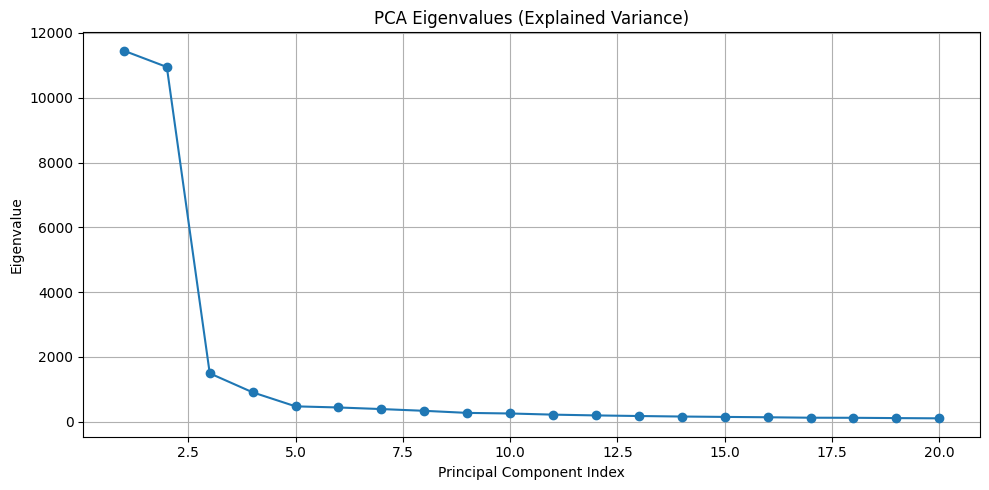 PCA Eigenvalues (Explained Variance)
12000
10000
8000
6000
4000
2000
0
Eigenvalue
2.5 5.0 7.5 10.0 12.5 15.0 17.5 20.0
Principal Component Index